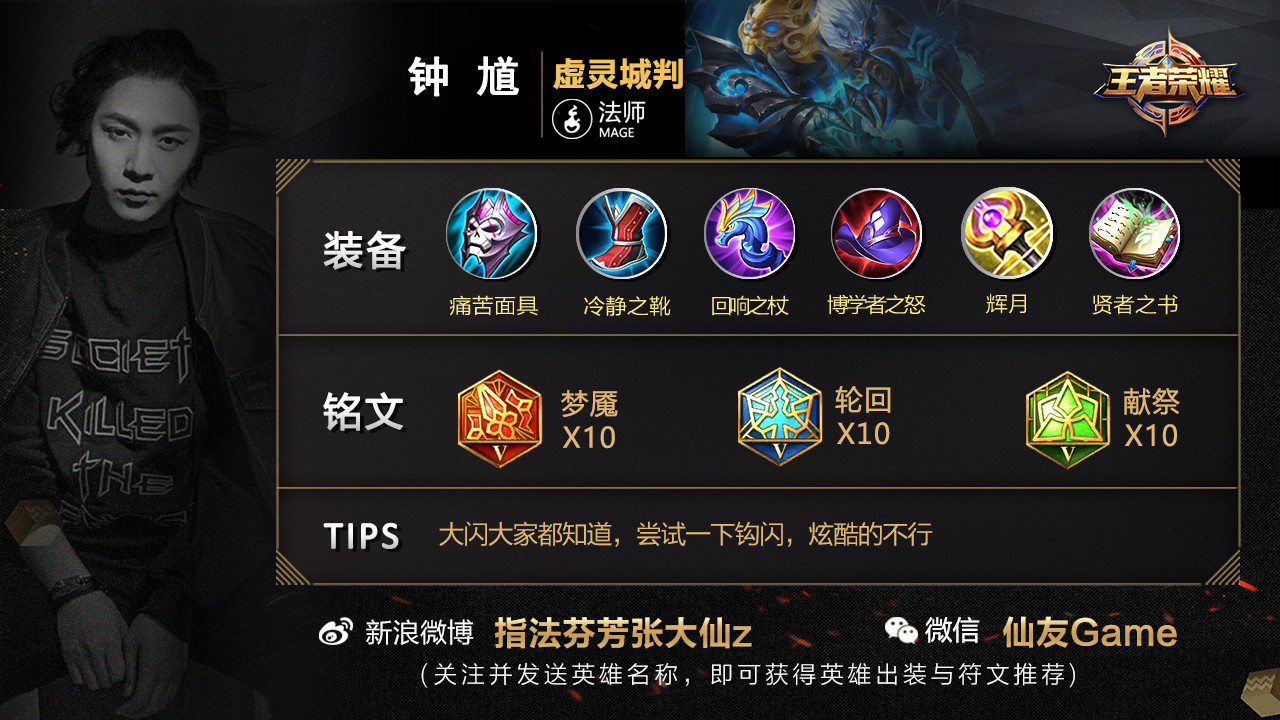 钟 馗
虚灵城判
法师
MAGE
王者荣耀
装备
痛苦面具
冷静之靴
回响之杖
博学者之怒
辉月
贤者之书
SOCIET
KILLED
THE
铭文
梦魇
X10
V
轮回
X10
V
献祭
X10
V
TIPS
大闪大家都知道，尝试一下钩闪，炫酷的不行
新浪微博 指法芬芳张大仙z
微信 仙友Game
（关注并发送英雄名称，即可获得英雄出装与符文推荐）